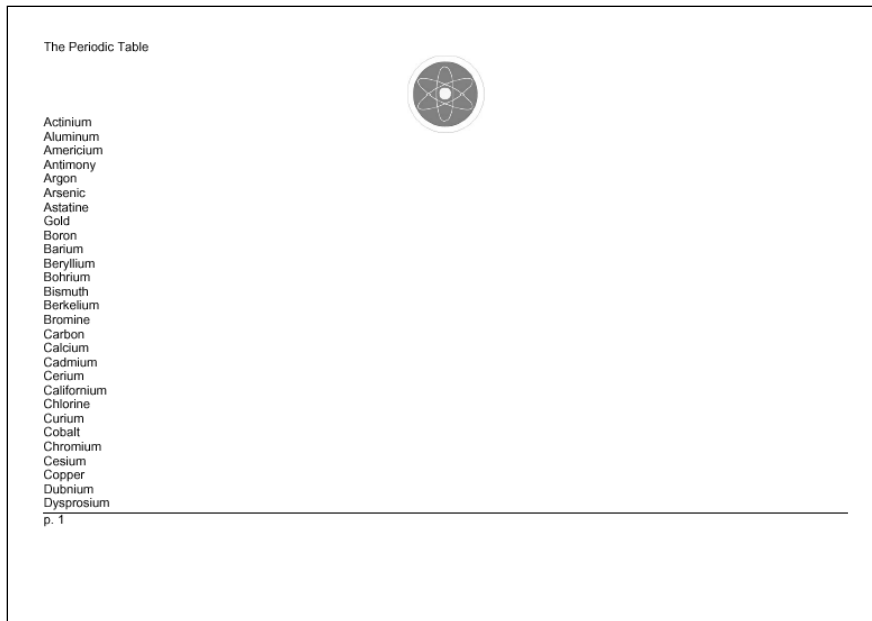 The Periodic Table
Actinium
Aluminum
Americium
Antimony
Argon
Arsenic
Astatine
Gold
Boron
Barium
Beryllium
Bohrium
Bismuth
Berkelium
Bromine
Carbon
Calcium
Cadmium
Cerium
Californium
Chlorine
Curium
Cobalt
Chromium
Cesium
Copper
Dubnium
Dysprosium
p. 1